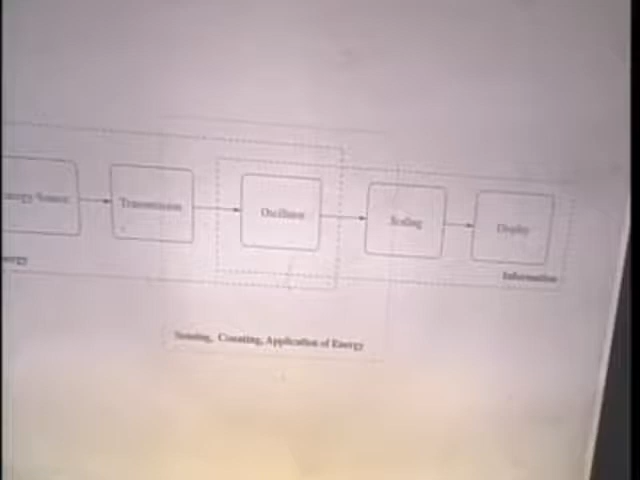 Energy Source
Transmission
Oscillator
Scaling
Display
Information
Sensing, Counting, Application of Energy